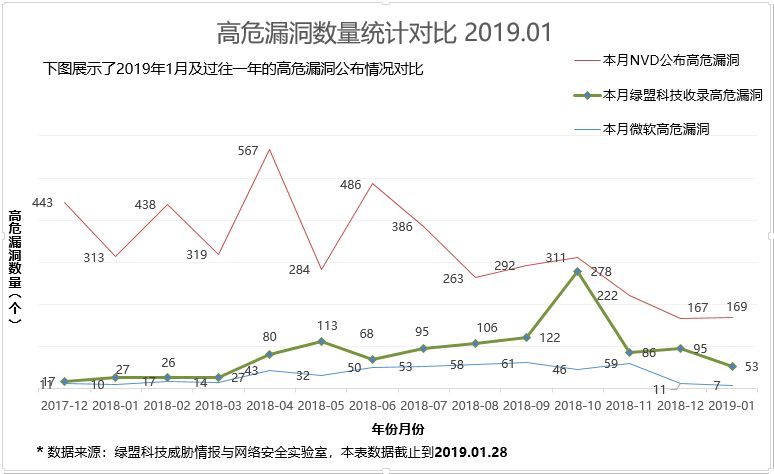 高危漏洞数量统计对比 2019.01
下图展示了2019年1月及过往一年的高危漏洞公布情况对比
本月NVD公布高危漏洞
本月绿盟科技收录高危漏洞
本月微软高危漏洞
高危漏洞数量（个）
443 313 438 319 567 284 486 386 263 292 311 222 167 169
17 27 26 27 80 113 68 95 106 122 278 86 95 53
11 10 17 14 43 32 50 53 58 61 46 59 11 7
2017-12 2018-01 2018-02 2018-03 2018-04 2018-05 2018-06 2018-07 2018-08 2018-09 2018-10 2018-11 2018-12 2019-01
年份月份
* 数据来源：绿盟科技威胁情报与网络安全实验室，本表数据截止到2019.01.28